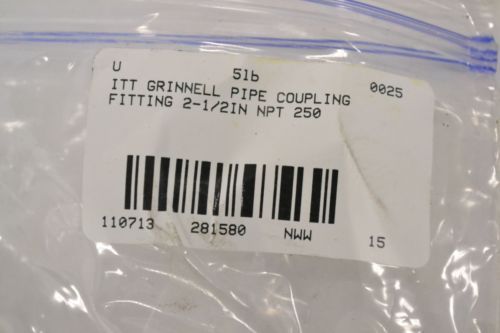 U 51b 0025
ITT GRINNELL PIPE COUPLING
FITTING 2-1/2IN NPT 250
110713 281580 NWW 15